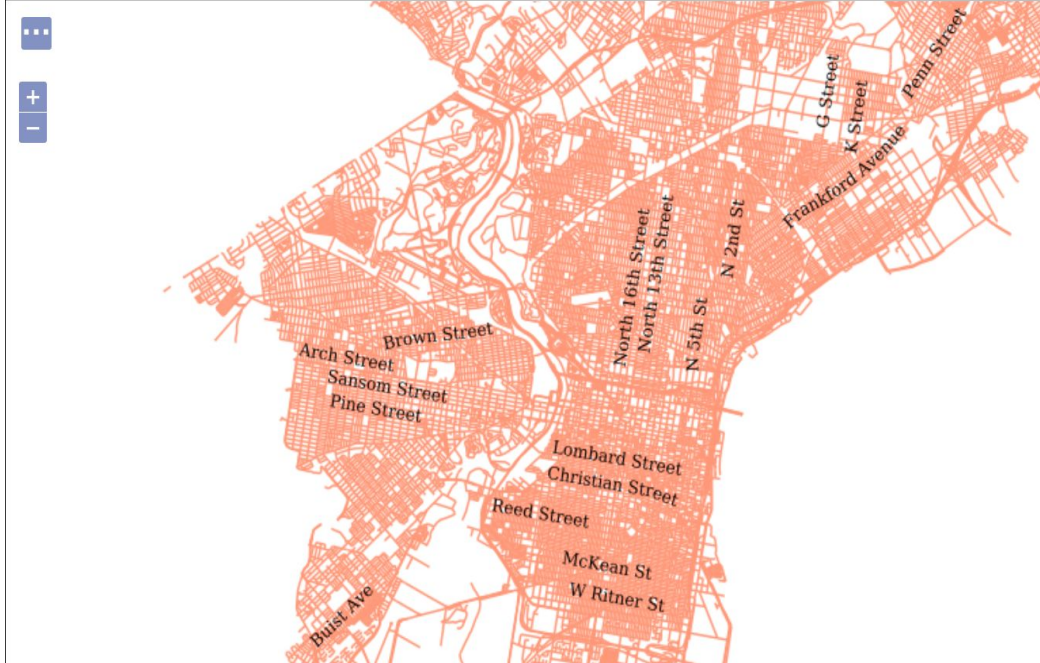 ...
+
−
Penn Street
G Street
K Street
Frankford Avenue
N 2nd St
North 16th Street
North 13th Street
N 5th St
Brown Street
Arch Street
Sansom Street
Pine Street
Lombard Street
Christian Street
Reed Street
McKean St
W Ritner St
Buist Ave